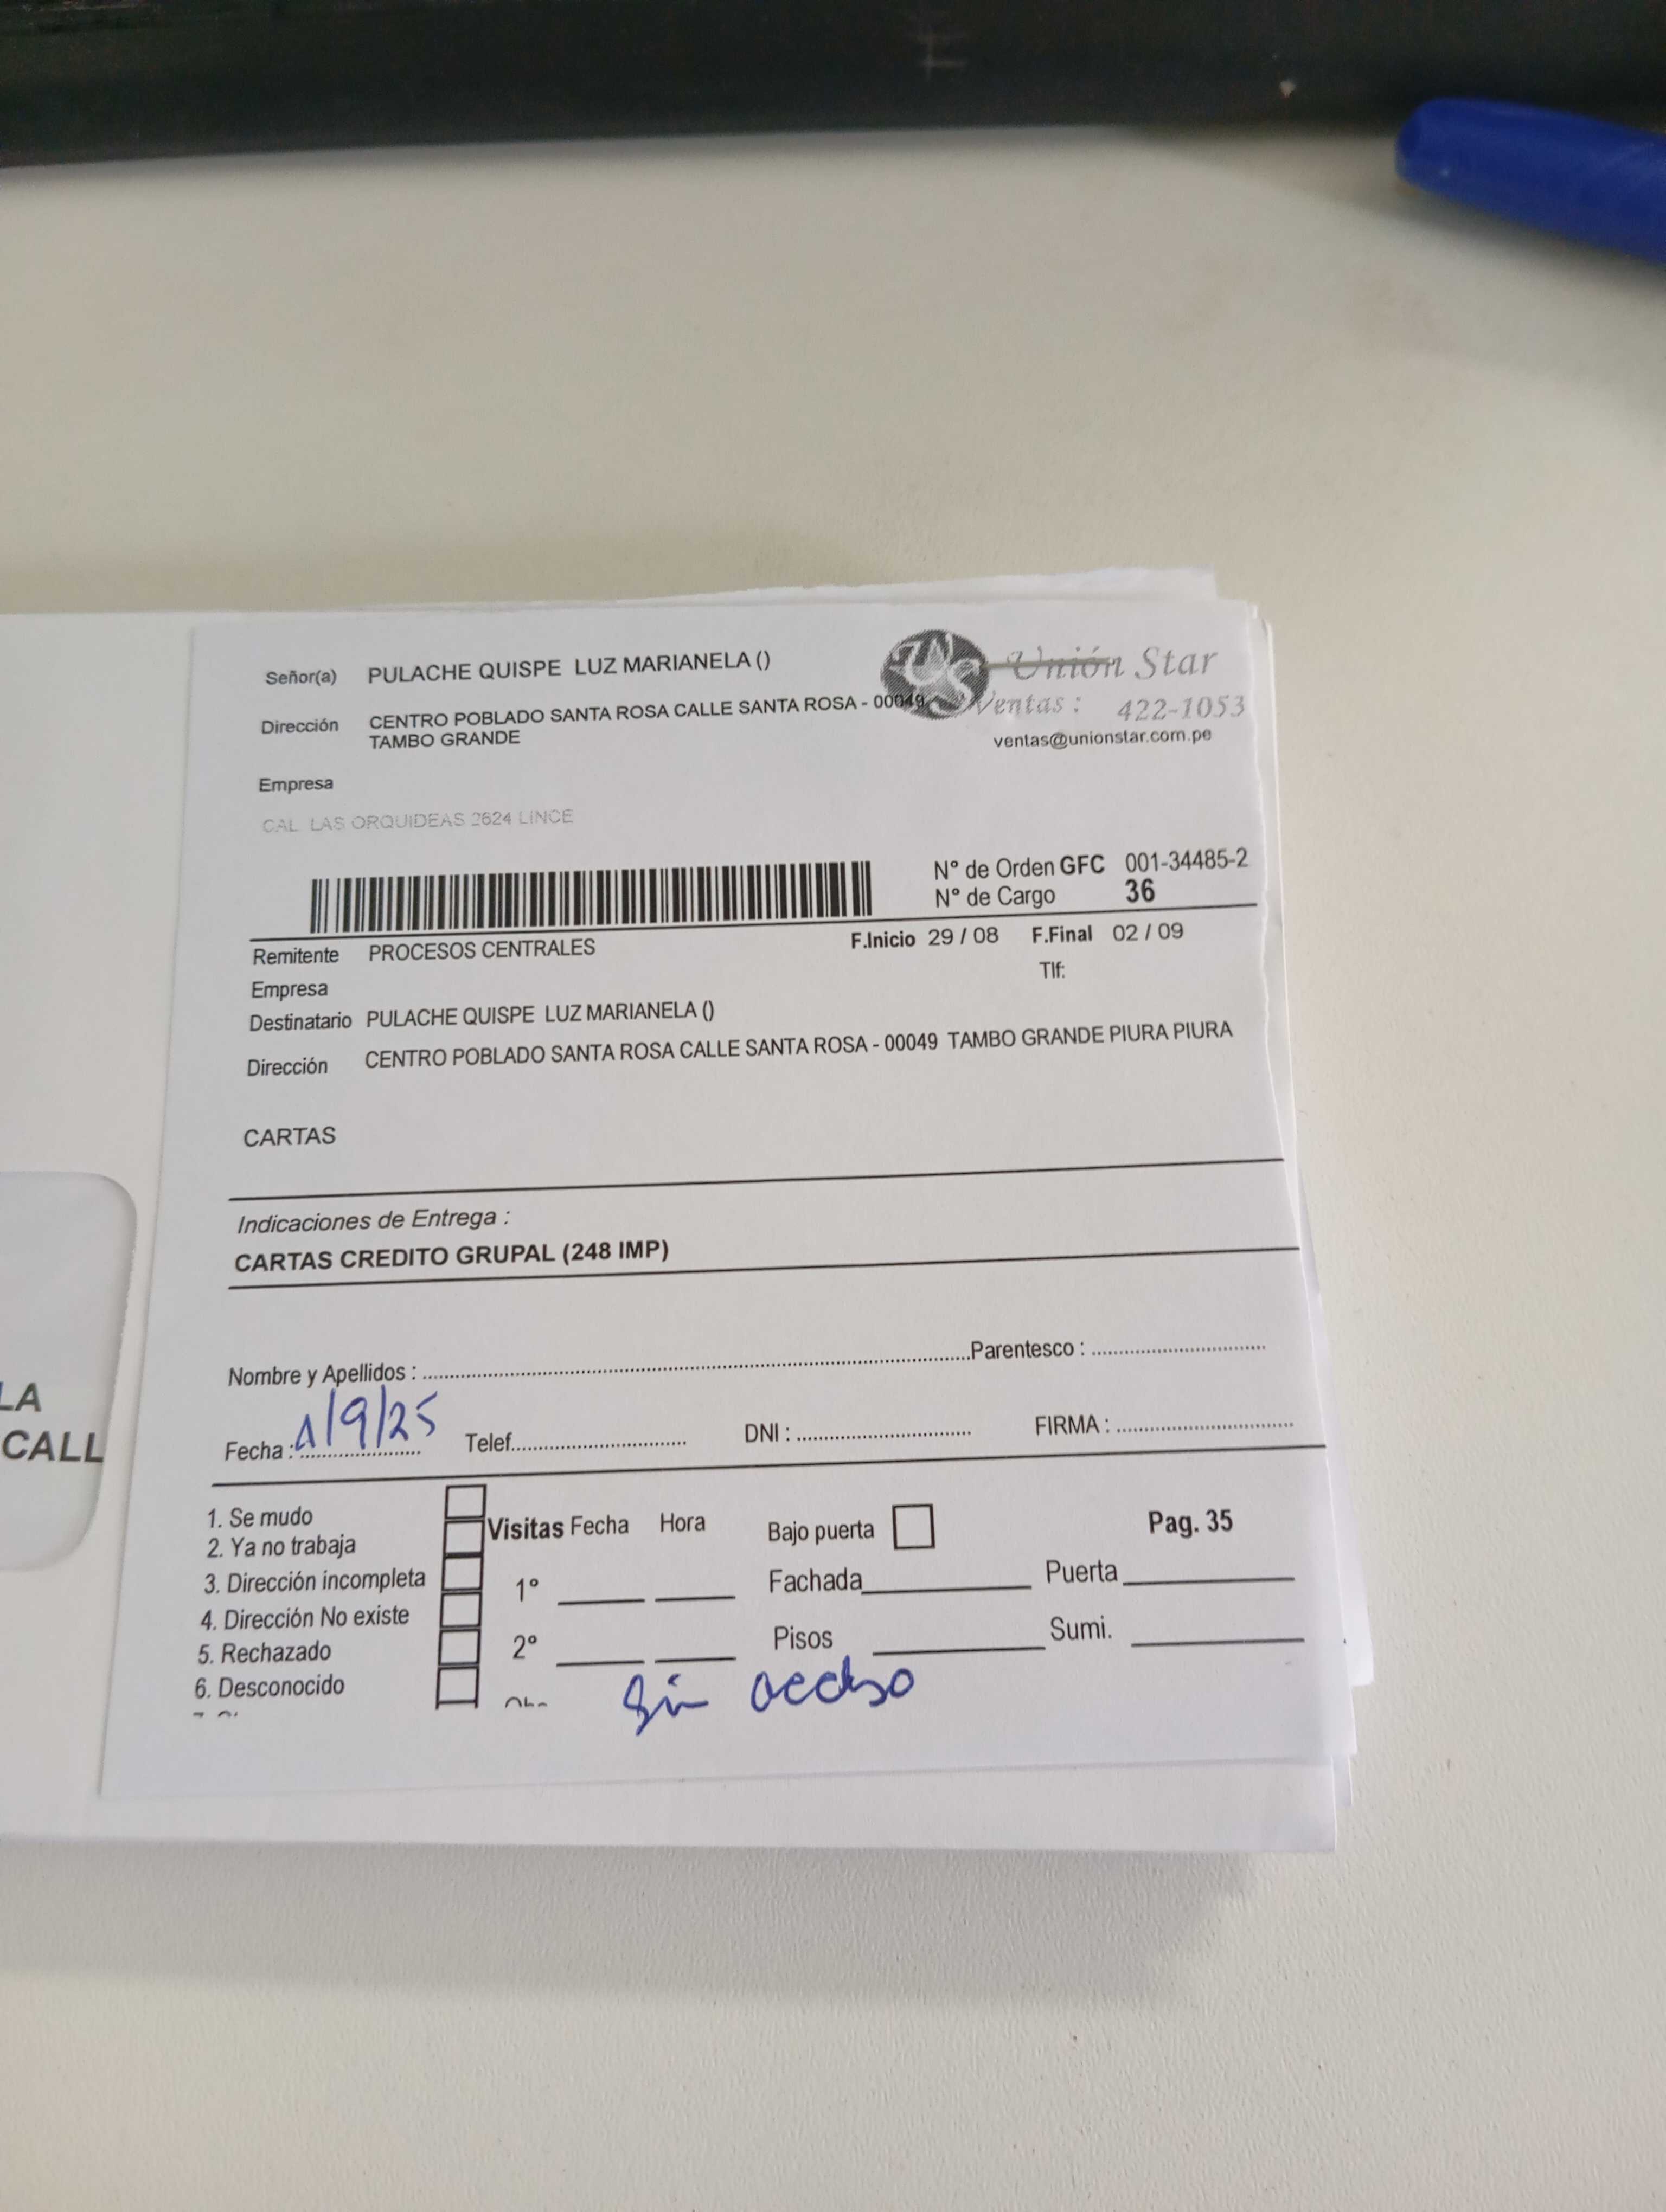 Señor(a) PULACHE QUISPE LUZ MARIANELA ()
Unión Star
Dirección CENTRO POBLADO SANTA ROSA CALLE SANTA ROSA - 00049
TAMBO GRANDE
Ventas : 422-1053
ventas@unionstar.com.pe
Empresa
CAL LAS ORQUIDEAS 2624 LINCE
N° de Orden GFC 001-34485-2
N° de Cargo 36
Remitente PROCESOS CENTRALES F.Inicio 29 / 08 F.Final 02 / 09
Empresa Tlf:
Destinatario PULACHE QUISPE LUZ MARIANELA ()
Dirección CENTRO POBLADO SANTA ROSA CALLE SANTA ROSA - 00049 TAMBO GRANDE PIURA PIURA
CARTAS
Indicaciones de Entrega :
CARTAS CREDITO GRUPAL (248 IMP)
Nombre y Apellidos : Parentesco :
Fecha : 1/9/25 Telef. DNI : FIRMA :
1. Se mudo
2. Ya no trabaja
3. Dirección incompleta
4. Dirección No existe
5. Rechazado
6. Desconocido
Visitas Fecha Hora
1°
2°
Bajo puerta Pag. 35
Fachada Puerta
Pisos Sumi.
Sin acceso
LA
CALL